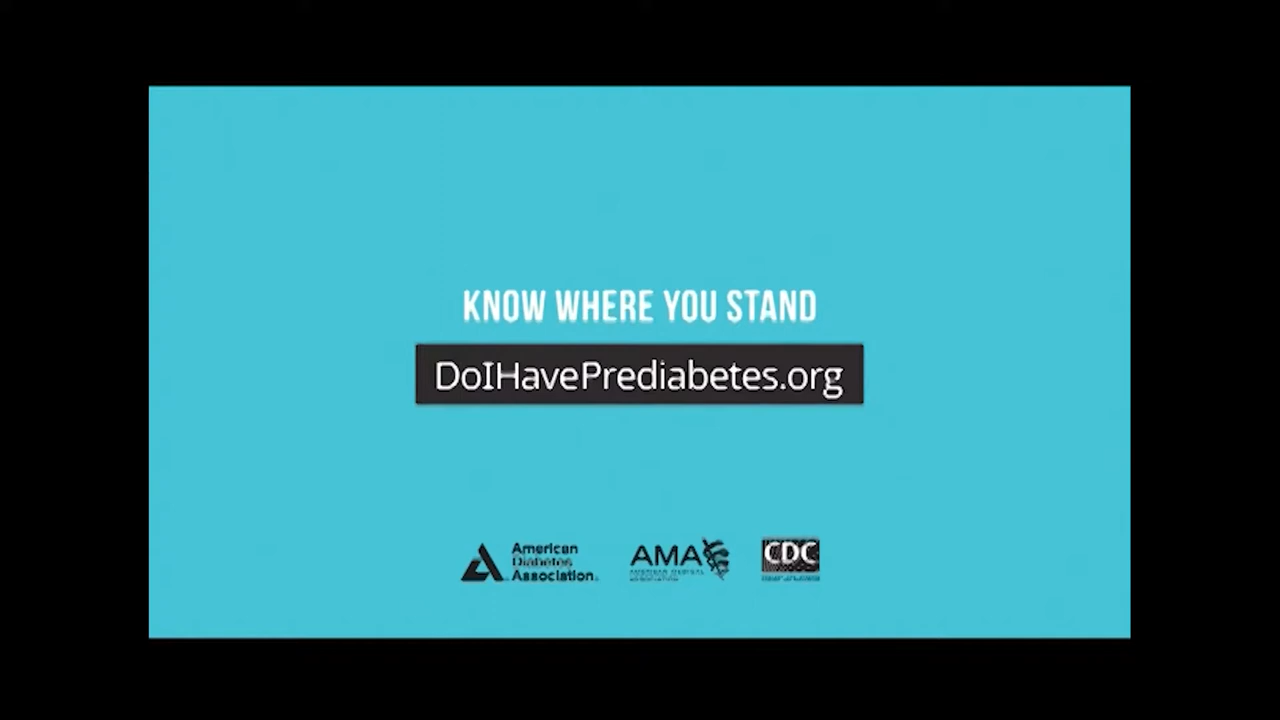 KNOW WHERE YOU STAND
DoIHavePrediabetes.org
American
Diabetes
Association.
AMA
CDC